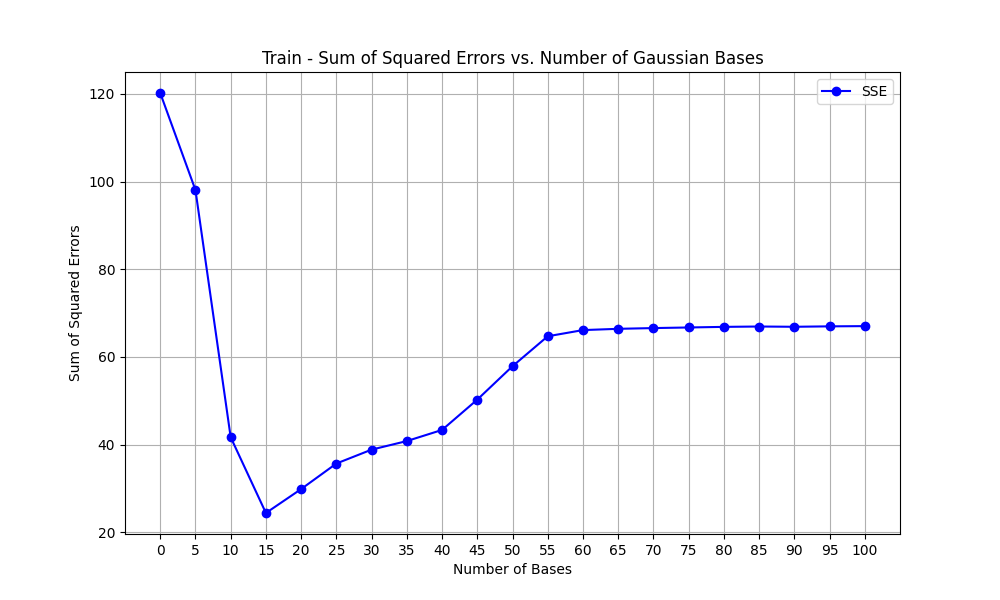 Train - Sum of Squared Errors vs. Number of Gaussian Bases
SSE
Sum of Squared Errors
120
100
80
60
40
20
0 5 10 15 20 25 30 35 40 45 50 55 60 65 70 75 80 85 90 95 100
Number of Bases